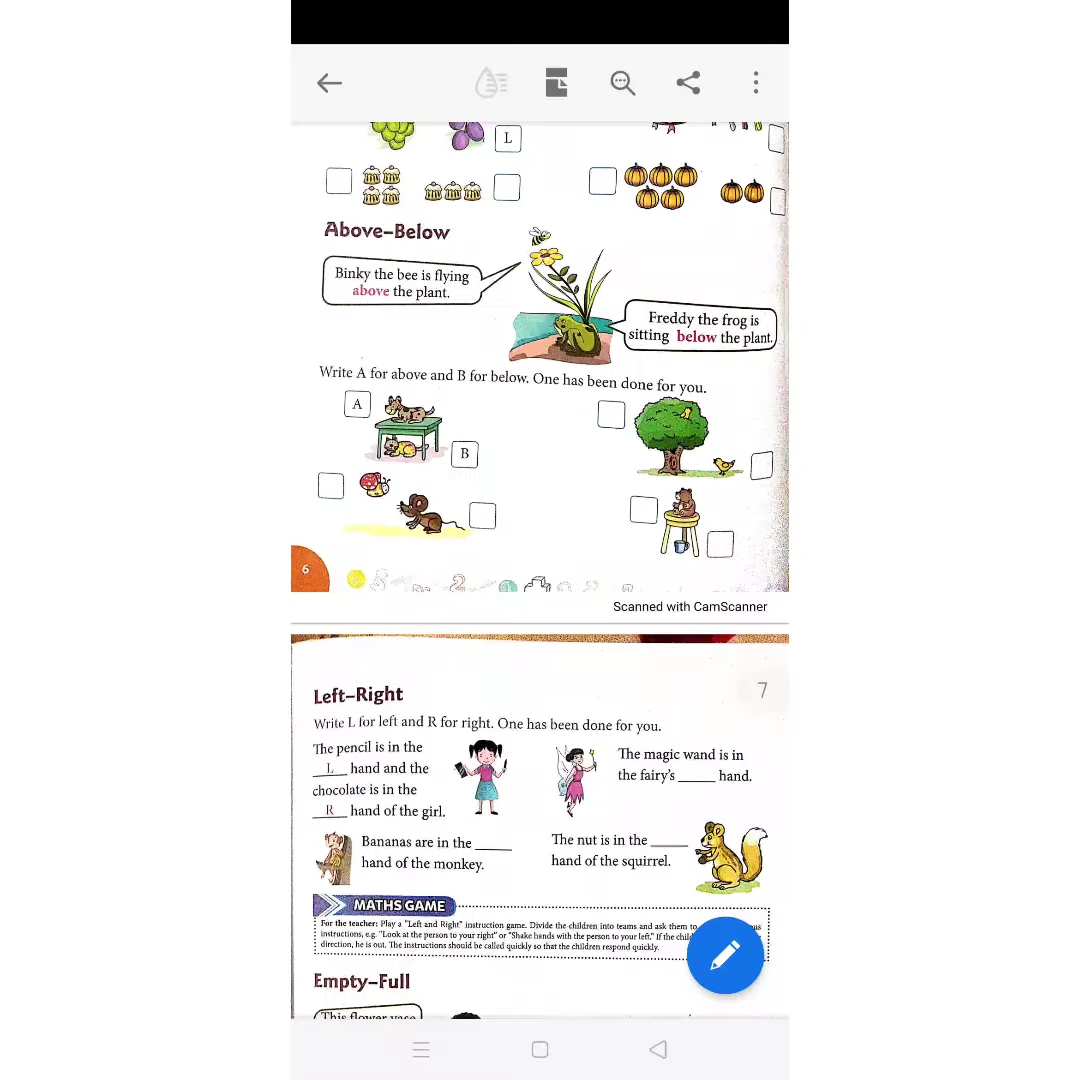 L
Above–Below
Binky the bee is flying
above the plant.
Freddy the frog is
sitting below the plant.
Write A for above and B for below. One has been done for you.
A
B
6
Scanned with CamScanner
7
Left–Right
Write L for left and R for right. One has been done for you.
The pencil is in the
L hand and the
chocolate is in the
R hand of the girl.
The magic wand is in
the fairy's _____ hand.
Bananas are in the _____
hand of the monkey.
The nut is in the _____
hand of the squirrel.
MATHS GAME
For the teacher: Play a "Left and Right" instruction game. Divide the children into teams and ask them to
instructions, e.g. "Look at the person to your right" or "Shake hands with the person to your left." If the
direction, he is out. The instructions should be called quickly so that the children respond quickly.
Empty–Full
This flower vase